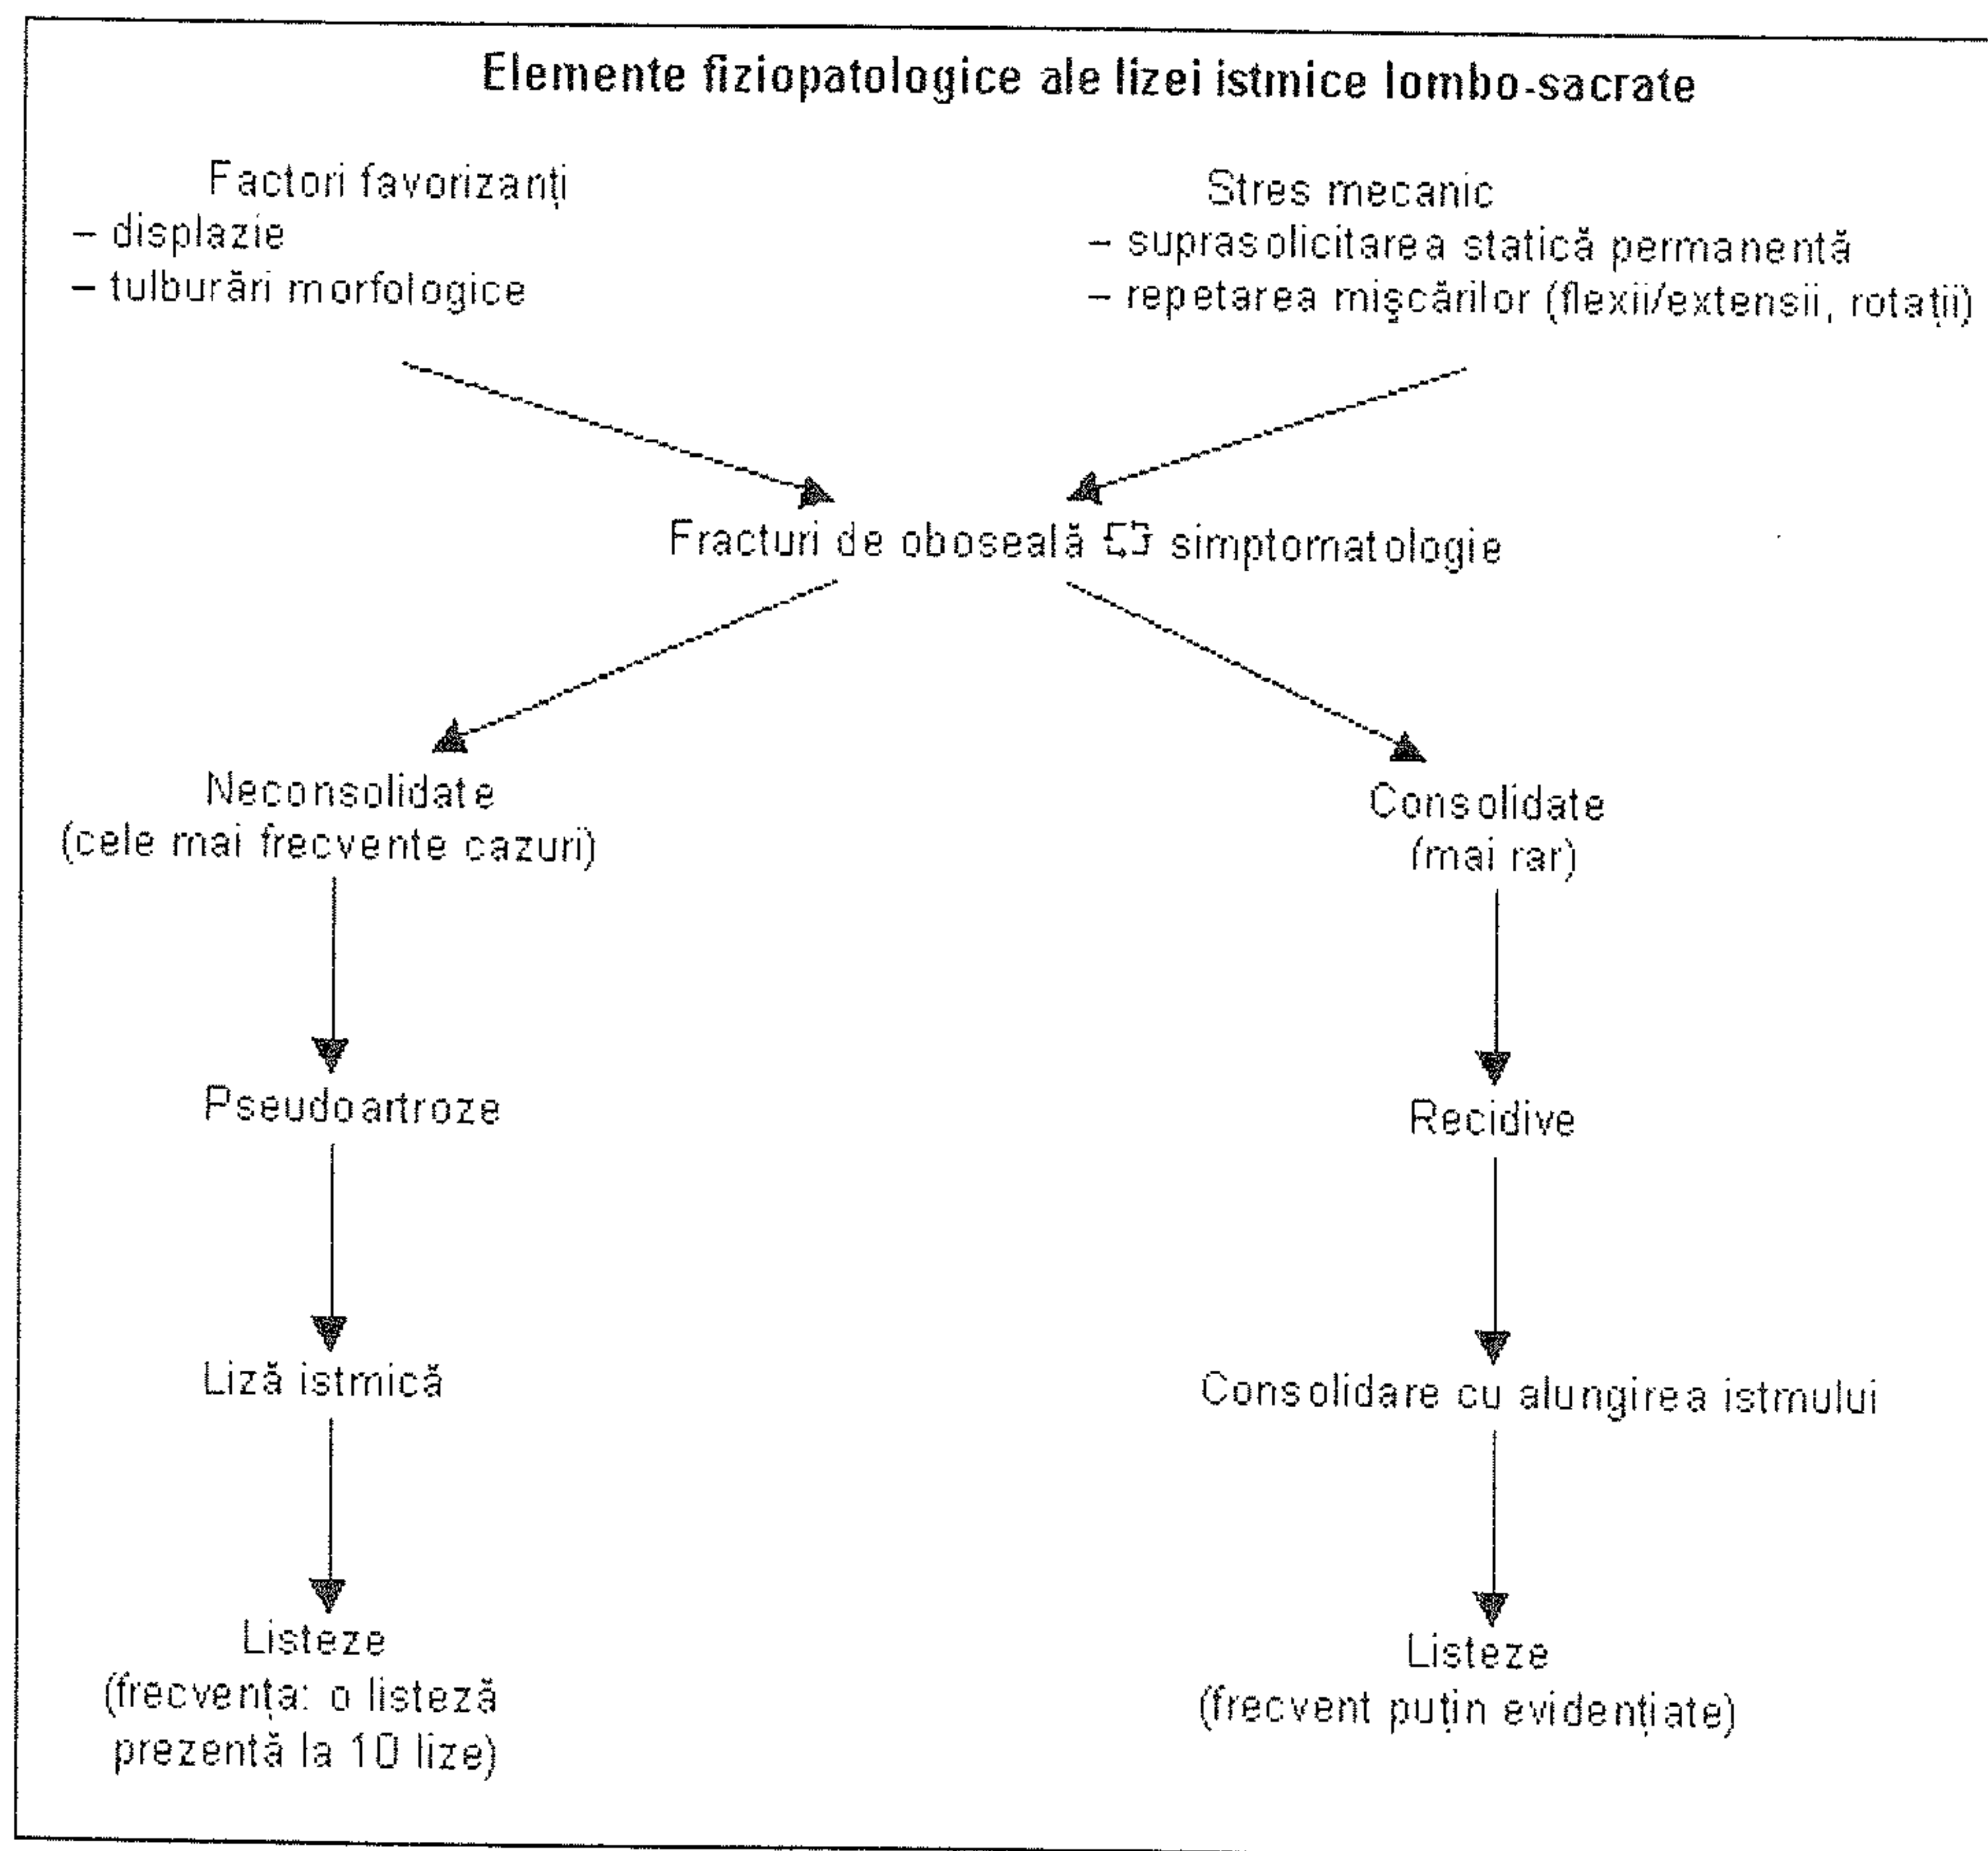 Elemente fiziopatologice ale lizei istmice lombo-sacrate
Factori favorizanți
– displazie
– tulburări morfologice
Stres mecanic
– suprasolicitarea statică permanentă
– repetarea mişcărilor (flexii/extensii, rotații)
Fracturi de oboseală simptomatologie
Neconsolidate
(cele mai frecvente cazuri)
Consolidate
(mai rar)
Pseudoartroze
Recidive
Liză istmică
Consolidare cu alungirea istmului
Listeze
(frecvența: o listeză
prezentă la 10 lize)
Listeze
(frecvent puțin evidențiate)